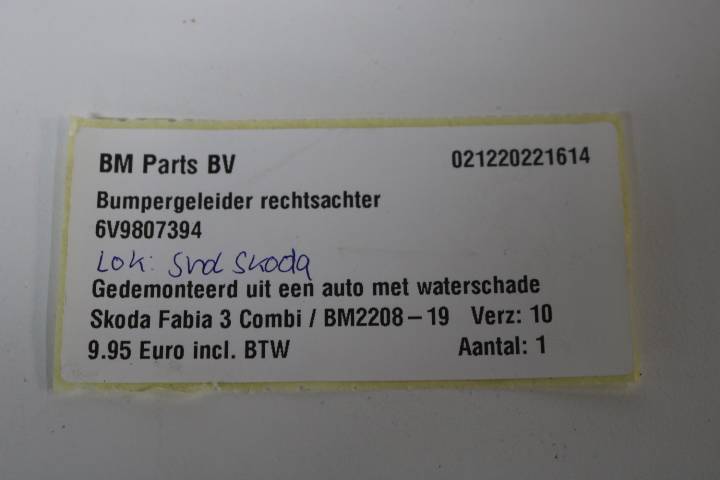 BM Parts BV 021220221614
Bumpergeleider rechtsachter
6V9807394
Lok: Snd Skoda
Gedemonteerd uit een auto met waterschade
Skoda Fabia 3 Combi / BM2208-19 Verz: 10
9.95 Euro incl. BTW Aantal: 1